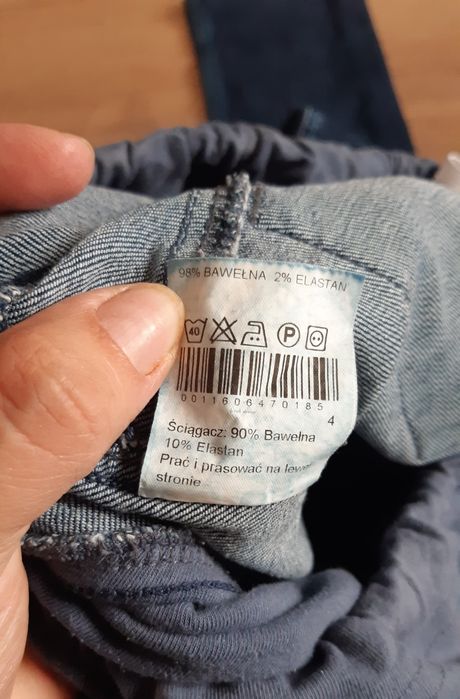 98% BAWEŁNA 2% ELASTAN
40 P
0011606470185
4
Ściągacz: 90% Bawełna
10% Elastan
Prać i prasować na lewej
stronie